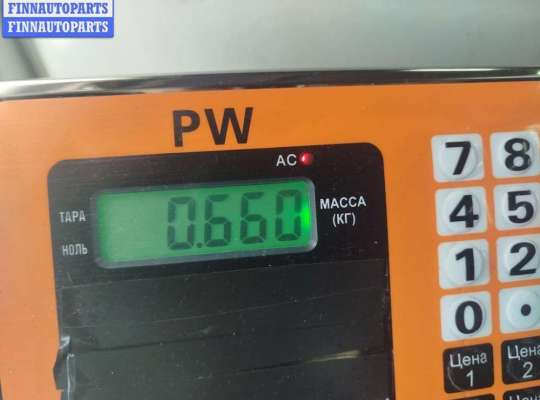 FINNAUTOPARTS
FINNAUTOPARTS
PW
AC
ТАРА
НОЛЬ
0.660
МАССА
(КГ)
7 8
4 5
1 2
0 .
Цена
1
Цена
2